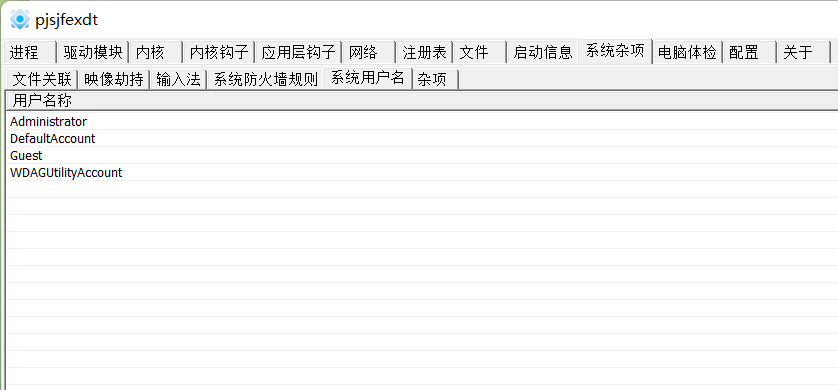 pjsjfexdt
进程 驱动模块 内核 内核钩子 应用层钩子 网络 注册表 文件 启动信息 系统杂项 电脑体检 配置 关于
文件关联 映像劫持 输入法 系统防火墙规则 系统用户名 杂项
用户名称
Administrator
DefaultAccount
Guest
WDAGUtilityAccount